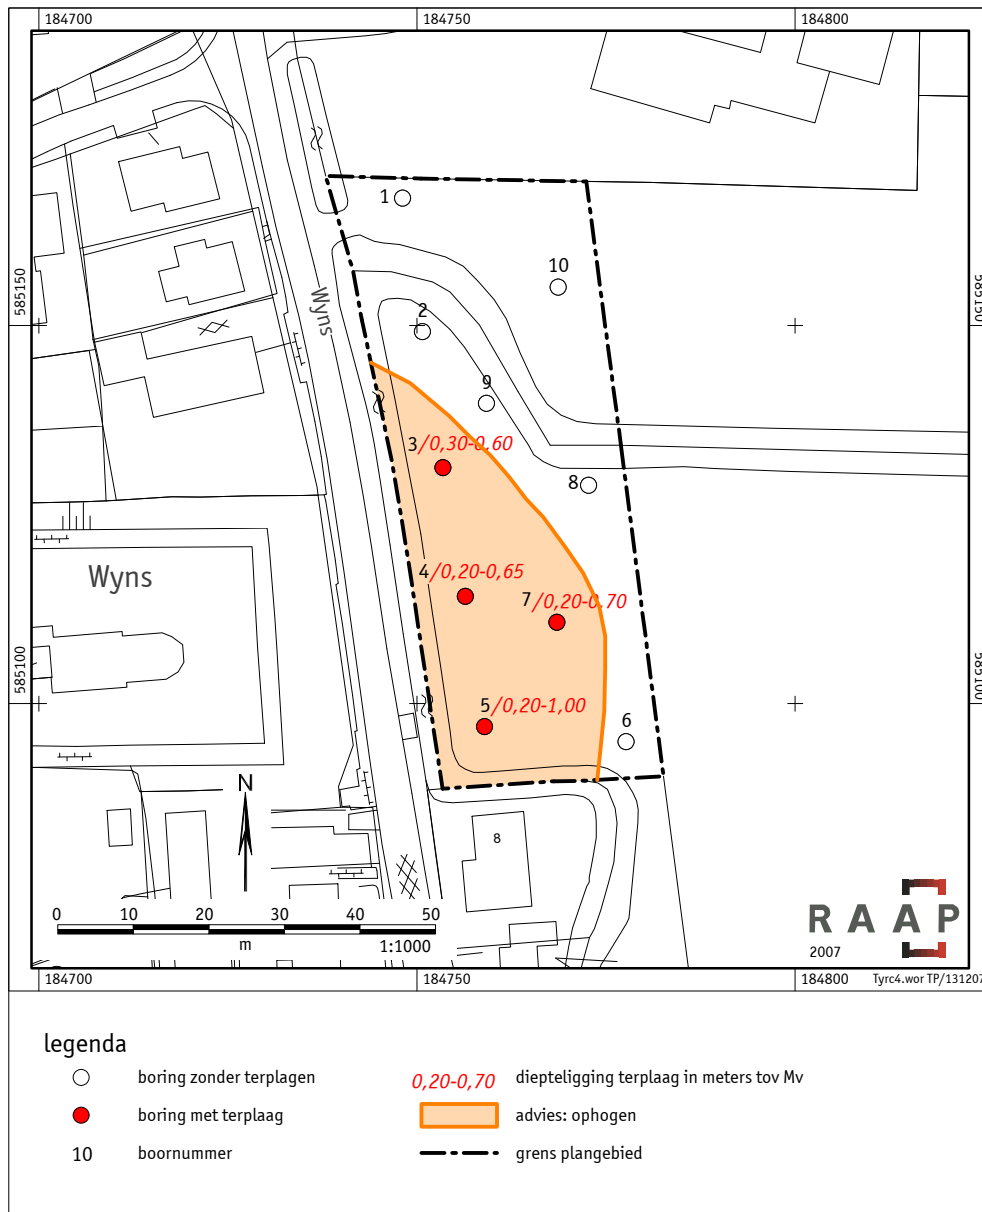 184700 184750 184800
1
10
585150 585150
Wyns
2
9
3/0,30-0,60
8
4/0,20-0,65
Wyns
7/0,20-0,70
585100 585100
5/0,20-1,00
6
N
8
0 10 20 30 40 50
m 1:1000
RAAP
2007
184700 184750 184800
Tyrc4.wor TP/131207
legenda
boring zonder terplagen
0,20-0,70 diepteligging terplaag in meters tov Mv
boring met terplaag
advies: ophogen
10 boornummer
grens plangebied